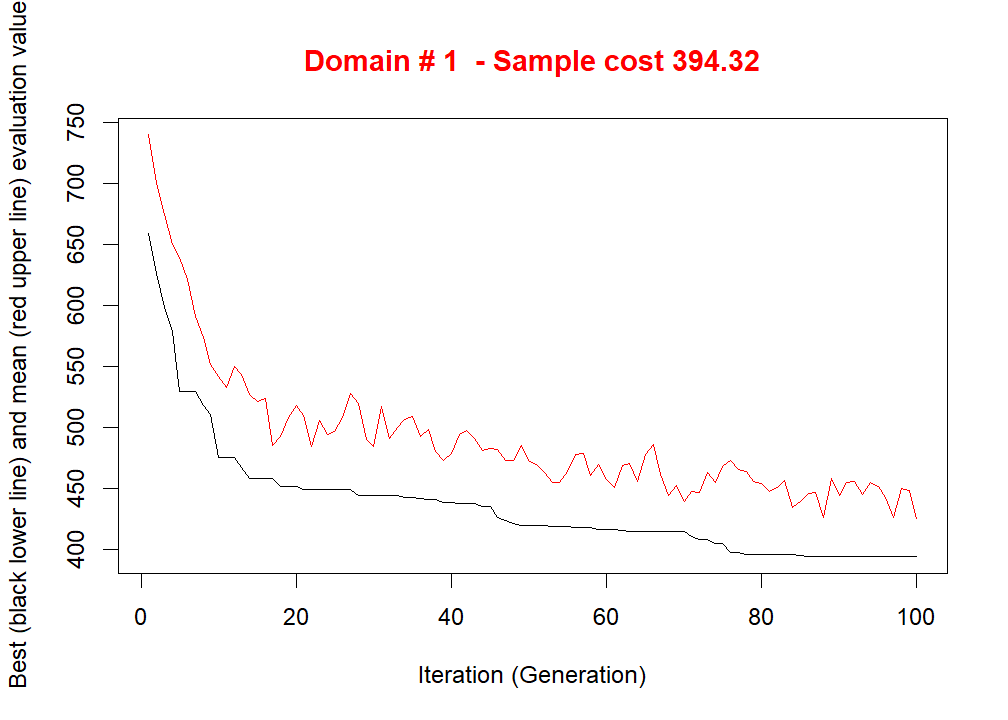 Domain # 1  - Sample cost 394.32
Best (black lower line) and mean (red upper line) evaluation value
750
700
650
600
550
500
450
400
0 20 40 60 80 100
Iteration (Generation)